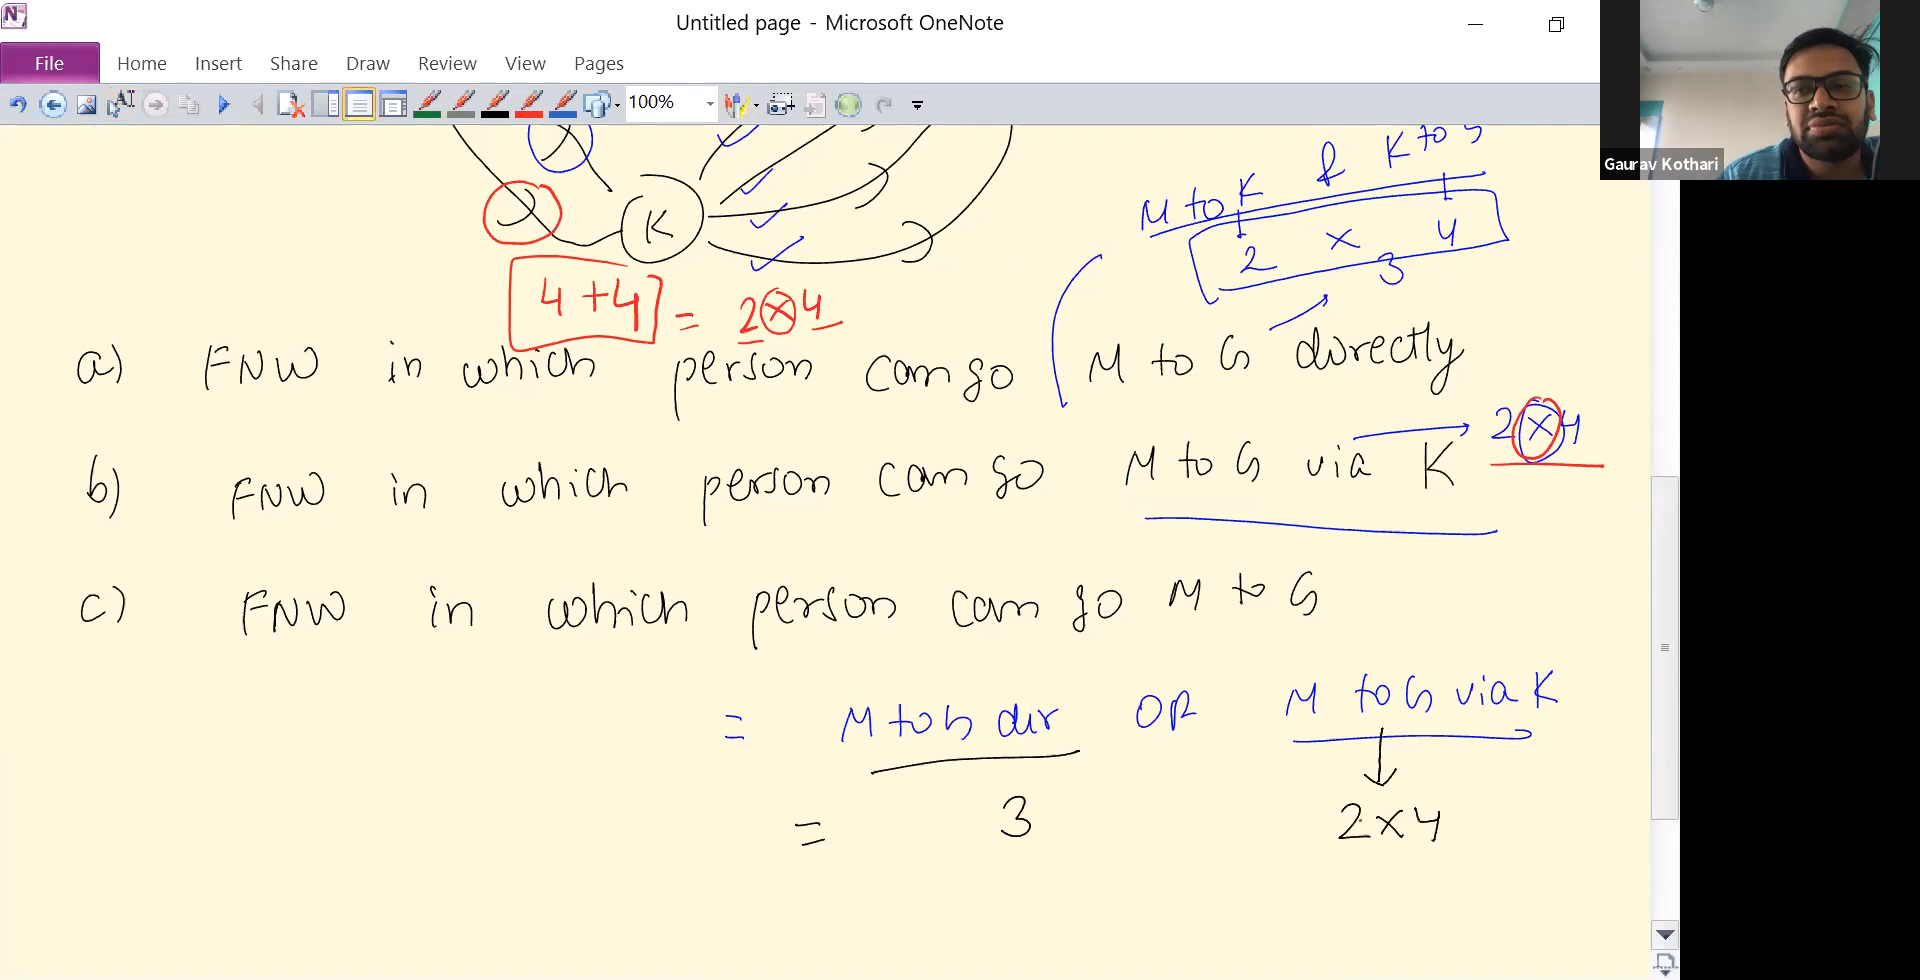 Untitled page - Microsoft OneNote
File Home Insert Share Draw Review View Pages
100%
Gaurav Kothari
M to K & K to G
2 x 4
3
K
4 + 4 = 2 x 4
a) FNW in which person can go M to G directly
2 x 4
b) FNW in which person can go M to G via K
c) FNW in which person can go M to G
= M to G dir OR M to G via K
= 3 2 x 4